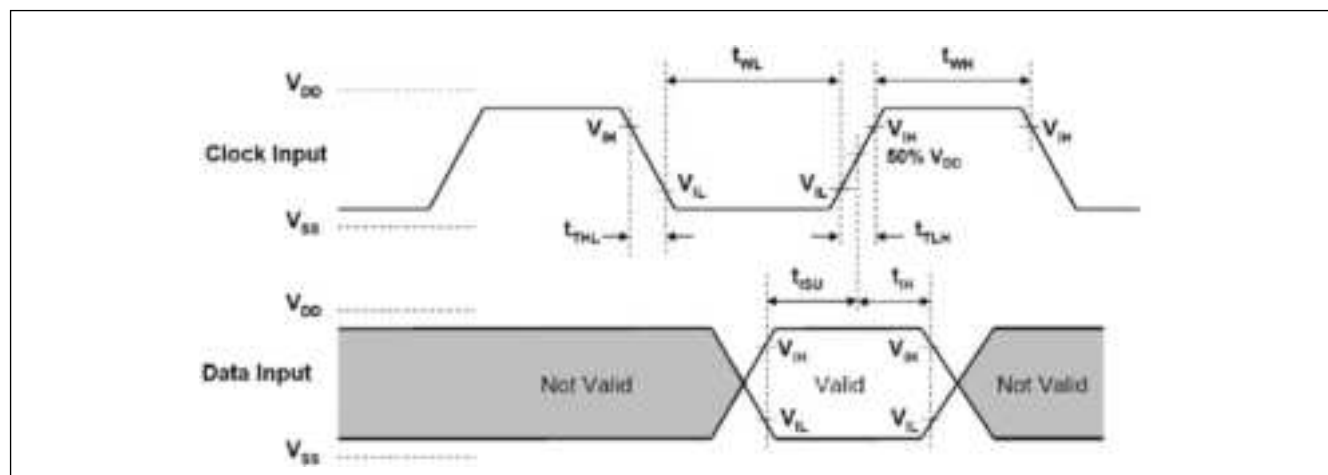 t_WL
t_WH
V_DD
Clock Input
V_IH
V_IH
V_IH
50% V_DD
V_IL
V_IL
V_SS
t_THL
t_TLH
t_ISU
t_IH
V_DD
Data Input
V_IH
V_IH
Not Valid
Valid
Not Valid
V_IL
V_IL
V_SS